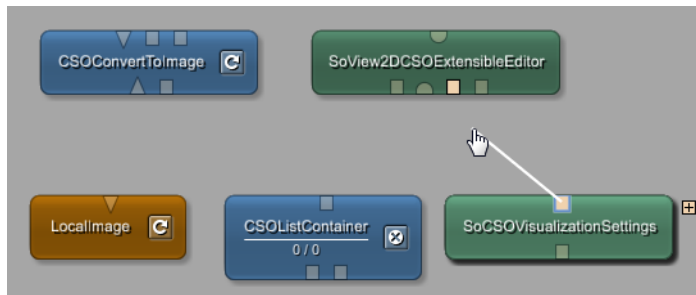 CSOConvertToImage
SoView2DCSOExtensibleEditor
LocalImage
CSOListContainer
0 / 0
SoCSOVisualizationSettings